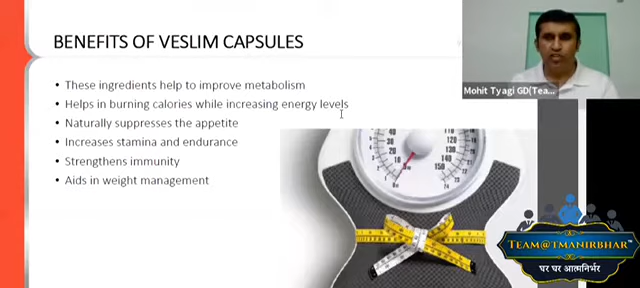 BENEFITS OF VESLIM CAPSULES
• These ingredients help to improve metabolism
• Helps in burning calories while increasing energy levels
• Naturally suppresses the appetite
• Increases stamina and endurance
• Strengthens immunity
• Aids in weight management
Mohit Tyagi GD(Tea...
TEAM@TMANIRBHAR
घर घर आत्मनिर्भर